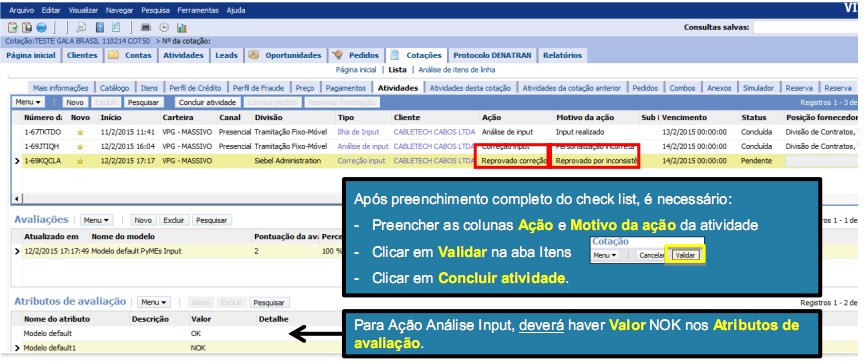 Arquivo Editar Visualizar Navegar Pesquisa Ferramentas Ajuda
VI
Consultas salvas:
Cotação:TESTE GALA BRASIL 110214 COT50 > Nº da cotação:
Página inicial Clientes Contas Atividades Leads Oportunidades Pedidos Cotações Protocolo DENATRAN Relatórios
Página inicial | Lista | Análise de itens de linha
Mais informações Catálogo Itens Perfil de Crédito Perfil de Fraude Preço Pagamentos Atividades Atividades desta cotação Atividades da cotação anterior Pedidos Combos Anexos Simulador Reserva Reserva
Menu Novo Excluir Pesquisar Concluir atividade Concluir pedido Reenviar Tramitação Registros 1 - 3 de
Número da Novo Início Carteira Canal Divisão Tipo Cliente Ação Motivo da ação Sub I Vencimento Status Posição fornecedor
1-67TKTDO 11/2/2015 11:41 VPG - MASSIVO Presencial Tramitação Fixo-Móvel Ilha de Input CABLETECH CABOS LTDA Análise de input Input realizado 13/2/2015 00:00:00 Concluída Divisão de Contratos,
1-69JTIQH 12/2/2015 16:04 VPG - MASSIVO Presencial Tramitação Fixo-Móvel Análise de input CABLETECH CABOS LTDA Correção input Personalização incorreta 14/2/2015 00:00:00 Concluída Divisão de Contratos,
1-69KQCLA 12/2/2015 17:17 VPG - MASSIVO Siebel Administration Correção input CABLETECH CABOS LTDA Reprovado correção Reprovado por inconsistê 14/2/2015 00:00:00 Pendente
Após preenchimento completo do check list, é necessário:
- Preencher as colunas Ação e Motivo da ação da atividade
- Clicar em Validar na aba Itens
Cotação
Menu Cancelar Validar
- Clicar em Concluir atividade.
Avaliações Menu Novo Excluir Pesquisar
ros 1 - 1 de
Atualizado em Nome do modelo Pontuação da ava Perce
12/2/2015 17:17:49 Modelo default PyMEs Input 2 100 %
Atributos de avaliação Menu Novo Excluir Pesquisar Registros 1 - 2 de
Nome do atributo Descrição Valor Detalhe
Modelo default OK
Modelo default1 NOK
Para Ação Análise Input, deverá haver Valor NOK nos Atributos de
avaliação.